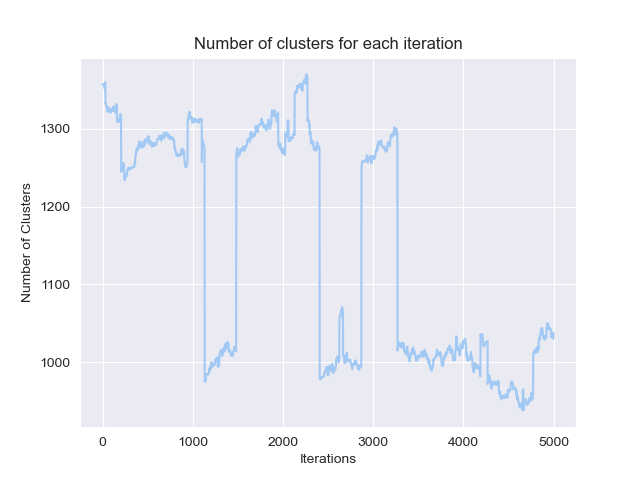 Number of clusters for each iteration
Number of Clusters
1300
1200
1100
1000
0 1000 2000 3000 4000 5000
Iterations